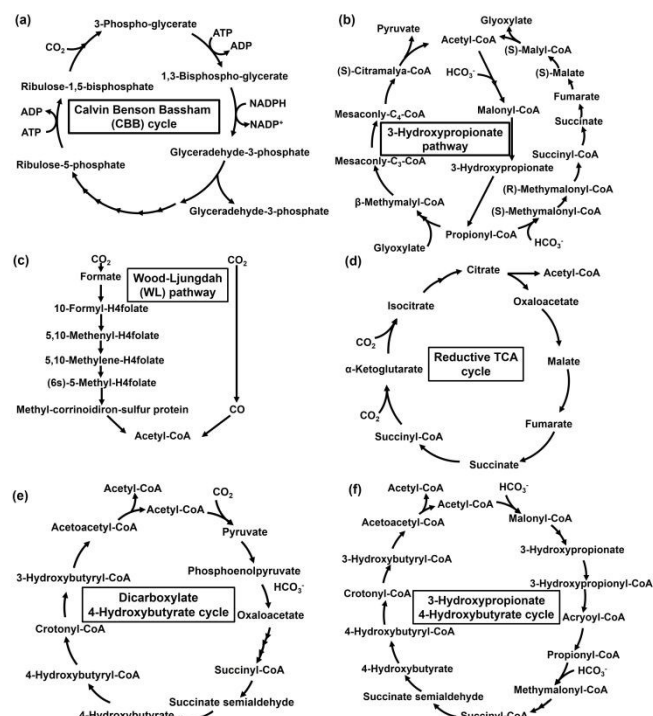 (a)
3-Phospho-glycerate
CO2
ATP
ADP
1,3-Bisphospho-glycerate
Ribulose-1,5-bisphosphate
ADP
ATP
Calvin Benson Bassham
(CBB) cycle
NADPH
NADP+
Ribulose-5-phosphate
Glyceradehyde-3-phosphate
Glyceradehyde-3-phosphate
(b)
Glyoxylate
Pyruvate
Acetyl-CoA
(S)-Malyl-CoA
(S)-Citramalya-CoA
HCO3-
(S)-Malate
Fumarate
Mesaconly-C4-CoA
Malonyl-CoA
Succinate
3-Hydroxypropionate
pathway
Mesaconly-C3-CoA
3-Hydroxypropionate
Succinyl-CoA
(R)-Methymalonyl-CoA
β-Methymalyl-CoA
(S)-Methymalonyl-CoA
Glyoxylate
Propionyl-CoA
HCO3-
(c)
CO2
CO2
Formate
Wood-Ljungdah
(WL) pathway
10-Formyl-H4folate
5,10-Methenyl-H4folate
5,10-Methylene-H4folate
(6s)-5-Methyl-H4folate
Methyl-corrinoidiron-sulfur protein
CO
Acetyl-CoA
(d)
Citrate
Acetyl-CoA
Isocitrate
Oxaloacetate
CO2
Reductive TCA
cycle
Malate
α-Ketoglutarate
CO2
Fumarate
Succinyl-CoA
Succinate
(e)
Acetyl-CoA
CO2
Acetyl-CoA
Acetoacetyl-CoA
Pyruvate
Phosphoenolpyruvate
3-Hydroxybutyryl-CoA
HCO3-
Dicarboxylate
4-Hydroxybutyrate cycle
Oxaloacetate
Crotonyl-CoA
Succinyl-CoA
4-Hydroxybutyryl-CoA
Succinate semialdehyde
4-Hydroxybutyrate
(f)
Acetyl-CoA
HCO3-
Acetyl-CoA
Malonyl-CoA
Acetoacetyl-CoA
3-Hydroxypropionate
3-Hydroxybutyryl-CoA
3-Hydroxypropionyl-CoA
Crotonyl-CoA
3-Hydroxypropionate
4-Hydroxybutyrate cycle
Acryoyl-CoA
4-Hydroxybutyryl-CoA
Propionyl-CoA
4-Hydroxybutyrate
HCO3-
Methymalonyl-CoA
Succinate semialdehyde
Succinyl-CoA